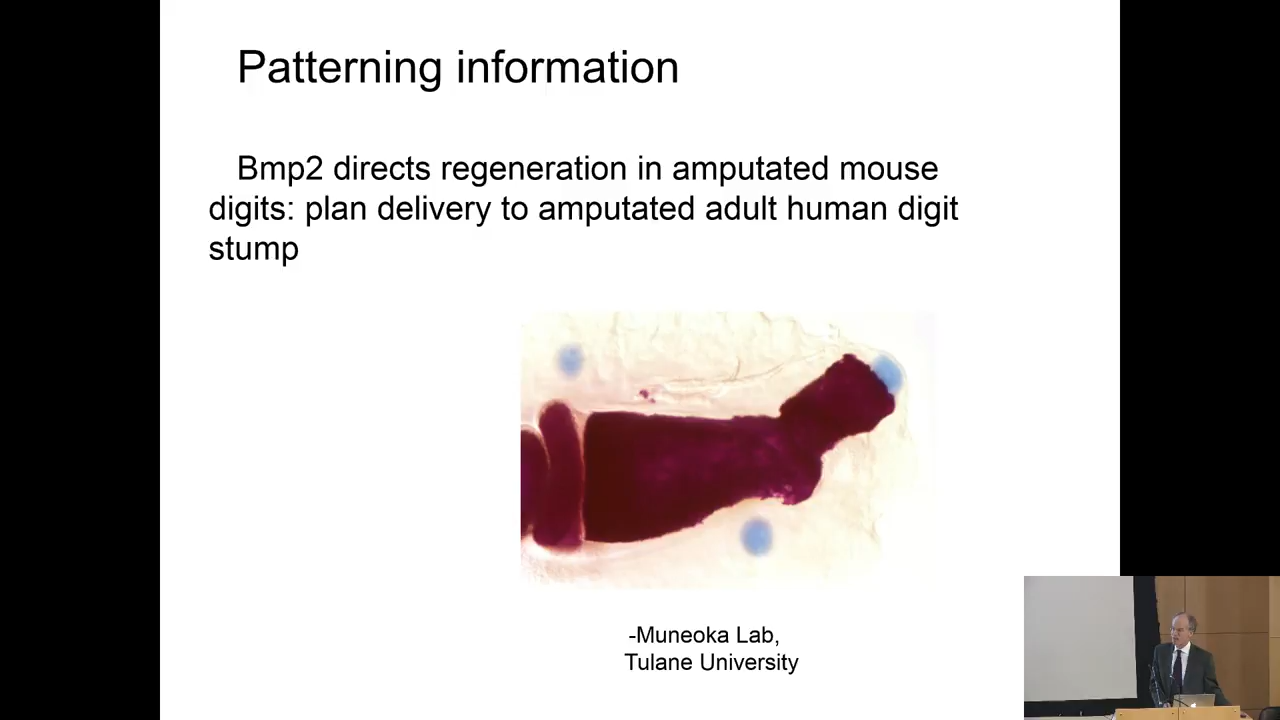 Patterning information
Bmp2 directs regeneration in amputated mouse
digits: plan delivery to amputated adult human digit
stump
-Muneoka Lab,
Tulane University